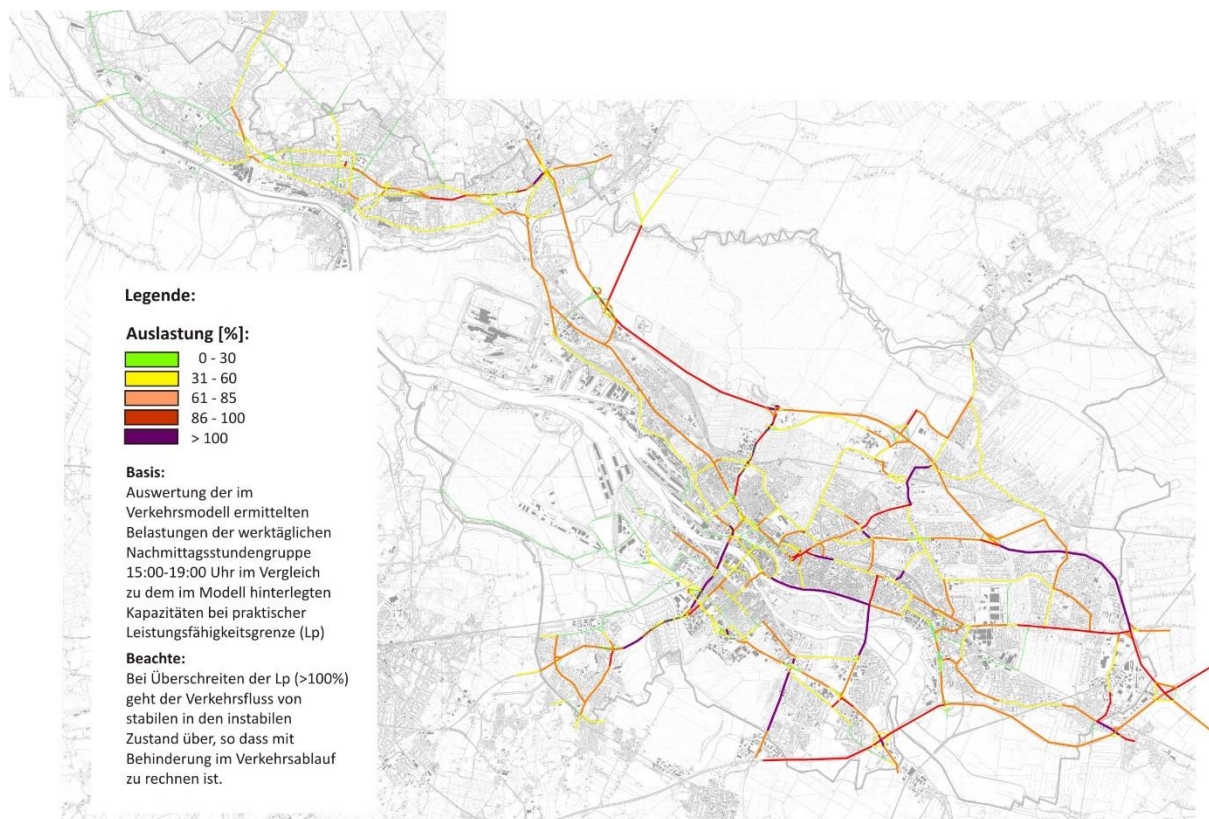 Legende:
Auslastung [%]:
0 - 30
31 - 60
61 - 85
86 - 100
> 100
Basis:
Auswertung der im
Verkehrsmodell ermittelten
Belastungen der werktäglichen
Nachmittagsstundengruppe
15:00-19:00 Uhr im Vergleich
zu dem im Modell hinterlegten
Kapazitäten bei praktischer
Leistungsfähigkeitsgrenze (Lp)
Beachte:
Bei Überschreiten der Lp (>100%)
geht der Verkehrsfluss von
stabilen in den instabilen
Zustand über, so dass mit
Behinderung im Verkehrsablauf
zu rechnen ist.